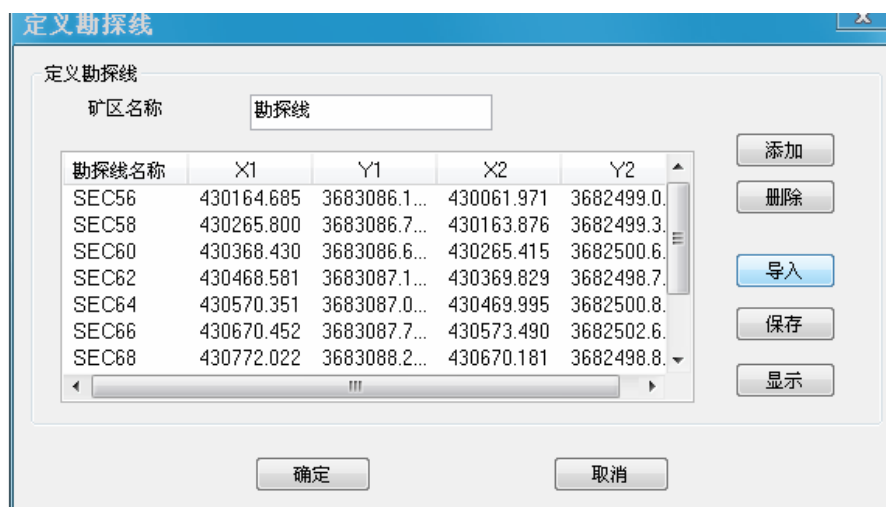 定义勘探线
定义勘探线
矿区名称 勘探线
勘探线名称 X1 Y1 X2 Y2
SEC56 430164.685 3683086.1... 430061.971 3682499.0.
SEC58 430265.800 3683086.7... 430163.876 3682499.3.
SEC60 430368.430 3683086.6... 430265.415 3682500.6.
SEC62 430468.581 3683087.1... 430369.829 3682498.7.
SEC64 430570.351 3683087.0... 430469.995 3682500.8.
SEC66 430670.452 3683087.7... 430573.490 3682502.6.
SEC68 430772.022 3683088.2... 430670.181 3682498.8.
添加
删除
导入
保存
显示
确定 取消